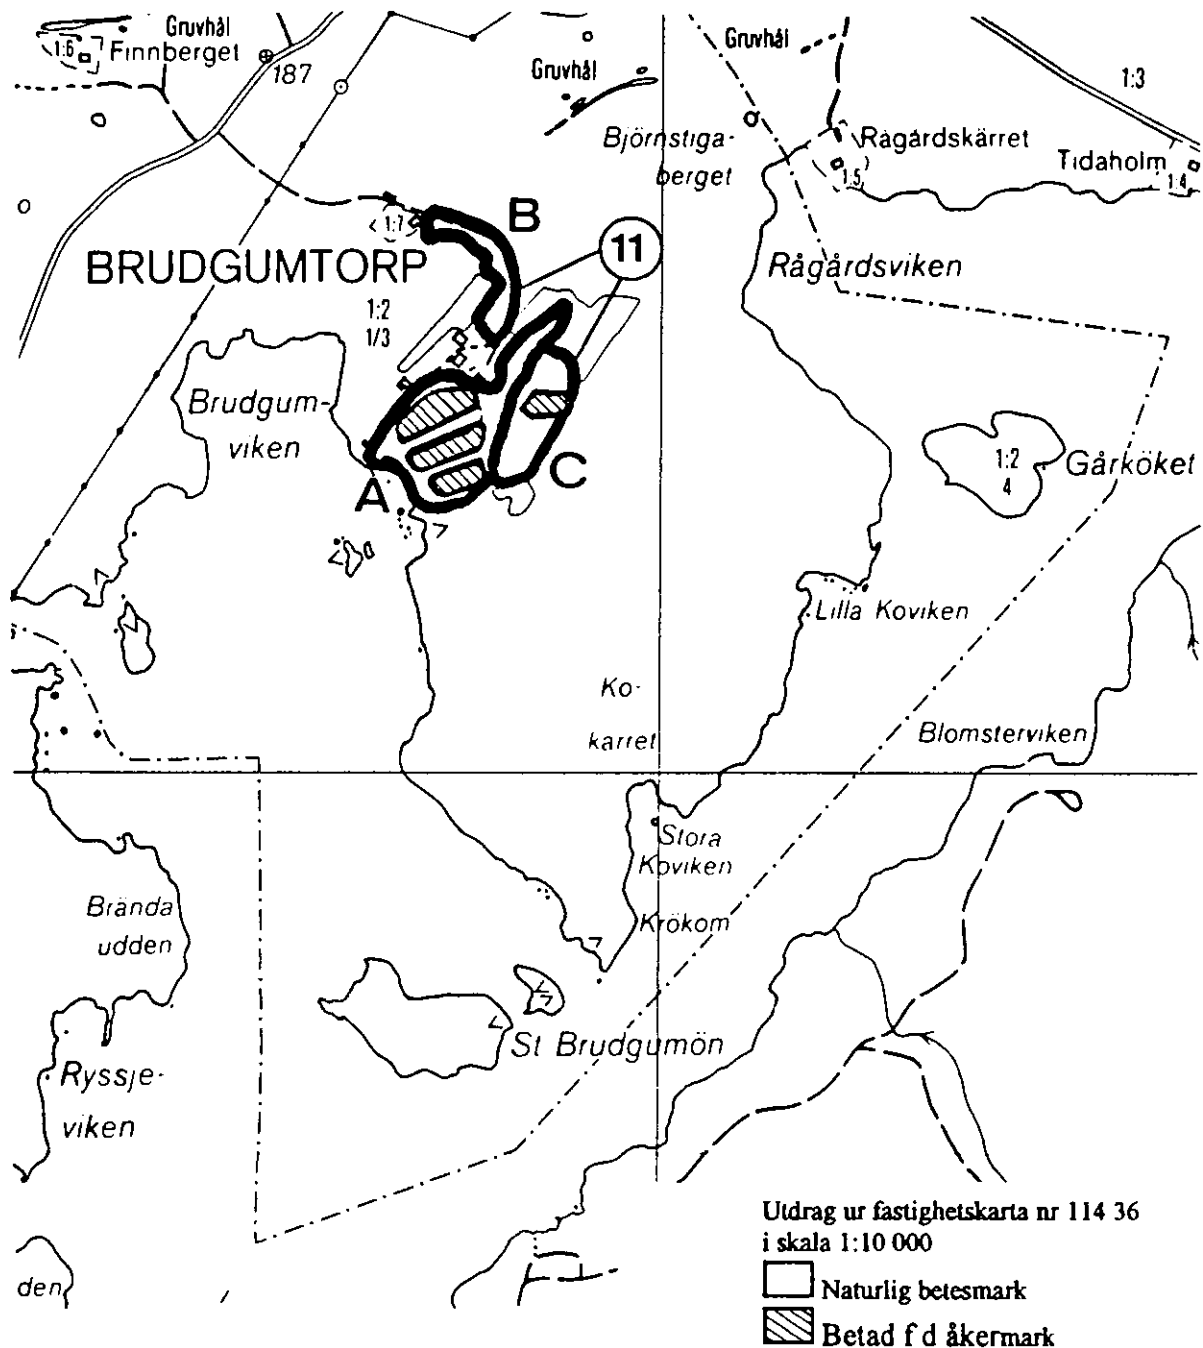 Gruvhål
1:6
Finnberget
187
Gruvhål
Gruvhål
1:3
Björnstiga-
berget
Rågårdskärret
1:5
Tidaholm
1:4
1:7
B
11
BRUDGUMTORP
1:2
1/3
Rågårdsviken
Brudgum-
viken
A
C
1:2
4
Gårköket
Lilla Koviken
Ko-
karret
Blomsterviken
Stora
Koviken
Krökom
Brända
udden
St Brudgumön
Ryssje-
viken
den
Utdrag ur fastighetskarta nr 114 36
i skala 1:10 000
Naturlig betesmark
Betad f d åkermark